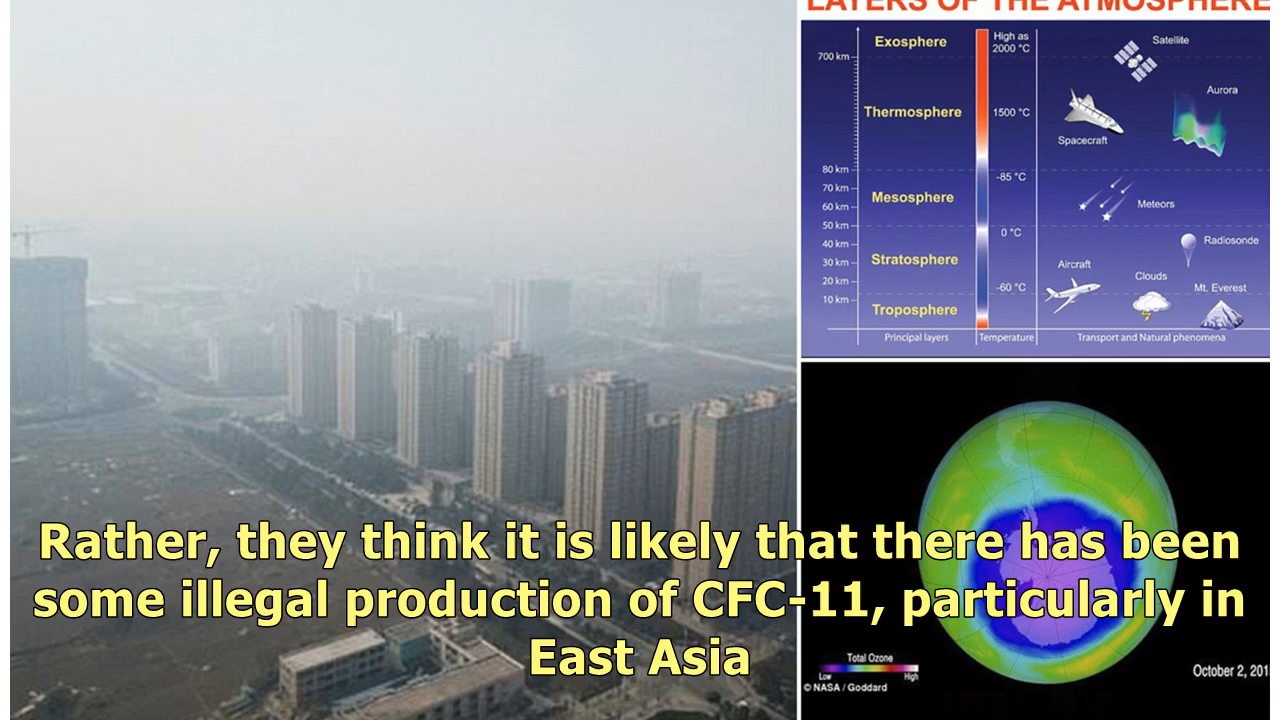 LAYERS OF THE ATMOSPHERE
Exosphere
High as
2000 °C
Satellite
700 km
Aurora
Thermosphere
1500 °C
Spacecraft
80 km
-85 °C
70 km
Mesosphere
60 km
Meteors
50 km
0 °C
40 km
Radiosonde
30 km
Stratosphere
Aircraft
Clouds
20 km
-60 °C
Mt. Everest
10 km
Troposphere
Principal layers
Temperature
Transport and Natural phenomena
Rather, they think it is likely that there has been
some illegal production of CFC-11, particularly in
East Asia
Total Ozone
Low
High
© NASA / Goddard
October 2, 201